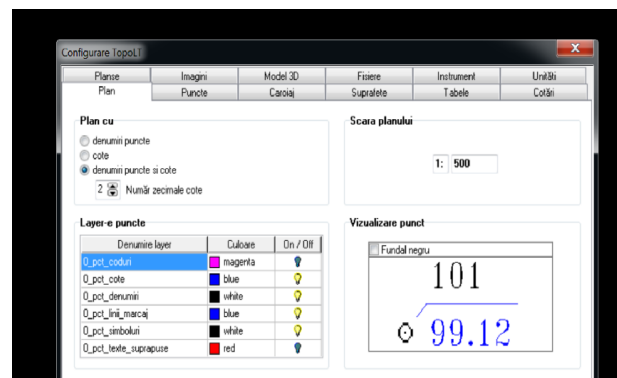 Configurare TopoLT
X
Planse Imagini Model 3D Fisiere Instrument Unităti
Plan Puncte Caroiaj Suprafete Tabele Cotări
Plan cu
denumiri puncte
cote
denumiri puncte si cote
2 Număr zecimale cote
Scara planului
1: 500
Layer-e puncte
Denumire layer Culoare On / Off
0_pct_coduri magenta
0_pct_cote blue
0_pct_denumiri white
0_pct_linii_marcaj blue
0_pct_simboluri white
0_pct_texte_suprapuse red
Vizualizare punct
Fundal negru
101
99.12